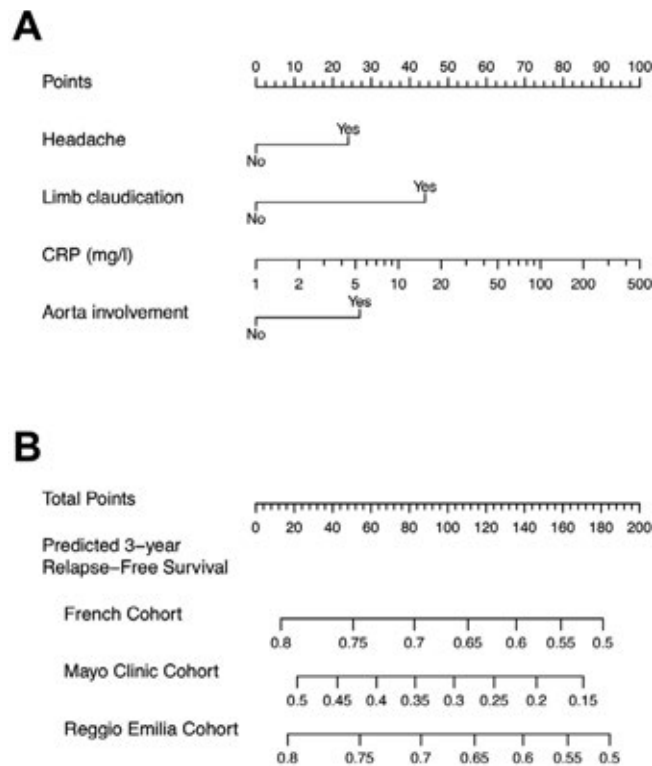 A
Points
0 10 20 30 40 50 60 70 80 90 100
Headache
Yes
No
Limb claudication
Yes
No
CRP (mg/l)
1 2 5 10 20 50 100 200 500
Aorta involvement
Yes
No
B
Total Points
0 20 40 60 80 100 120 140 160 180 200
Predicted 3–year
Relapse–Free Survival
French Cohort
0.8 0.75 0.7 0.65 0.6 0.55 0.5
Mayo Clinic Cohort
0.5 0.45 0.4 0.35 0.3 0.25 0.2 0.15
Reggio Emilia Cohort
0.8 0.75 0.7 0.65 0.6 0.55 0.5